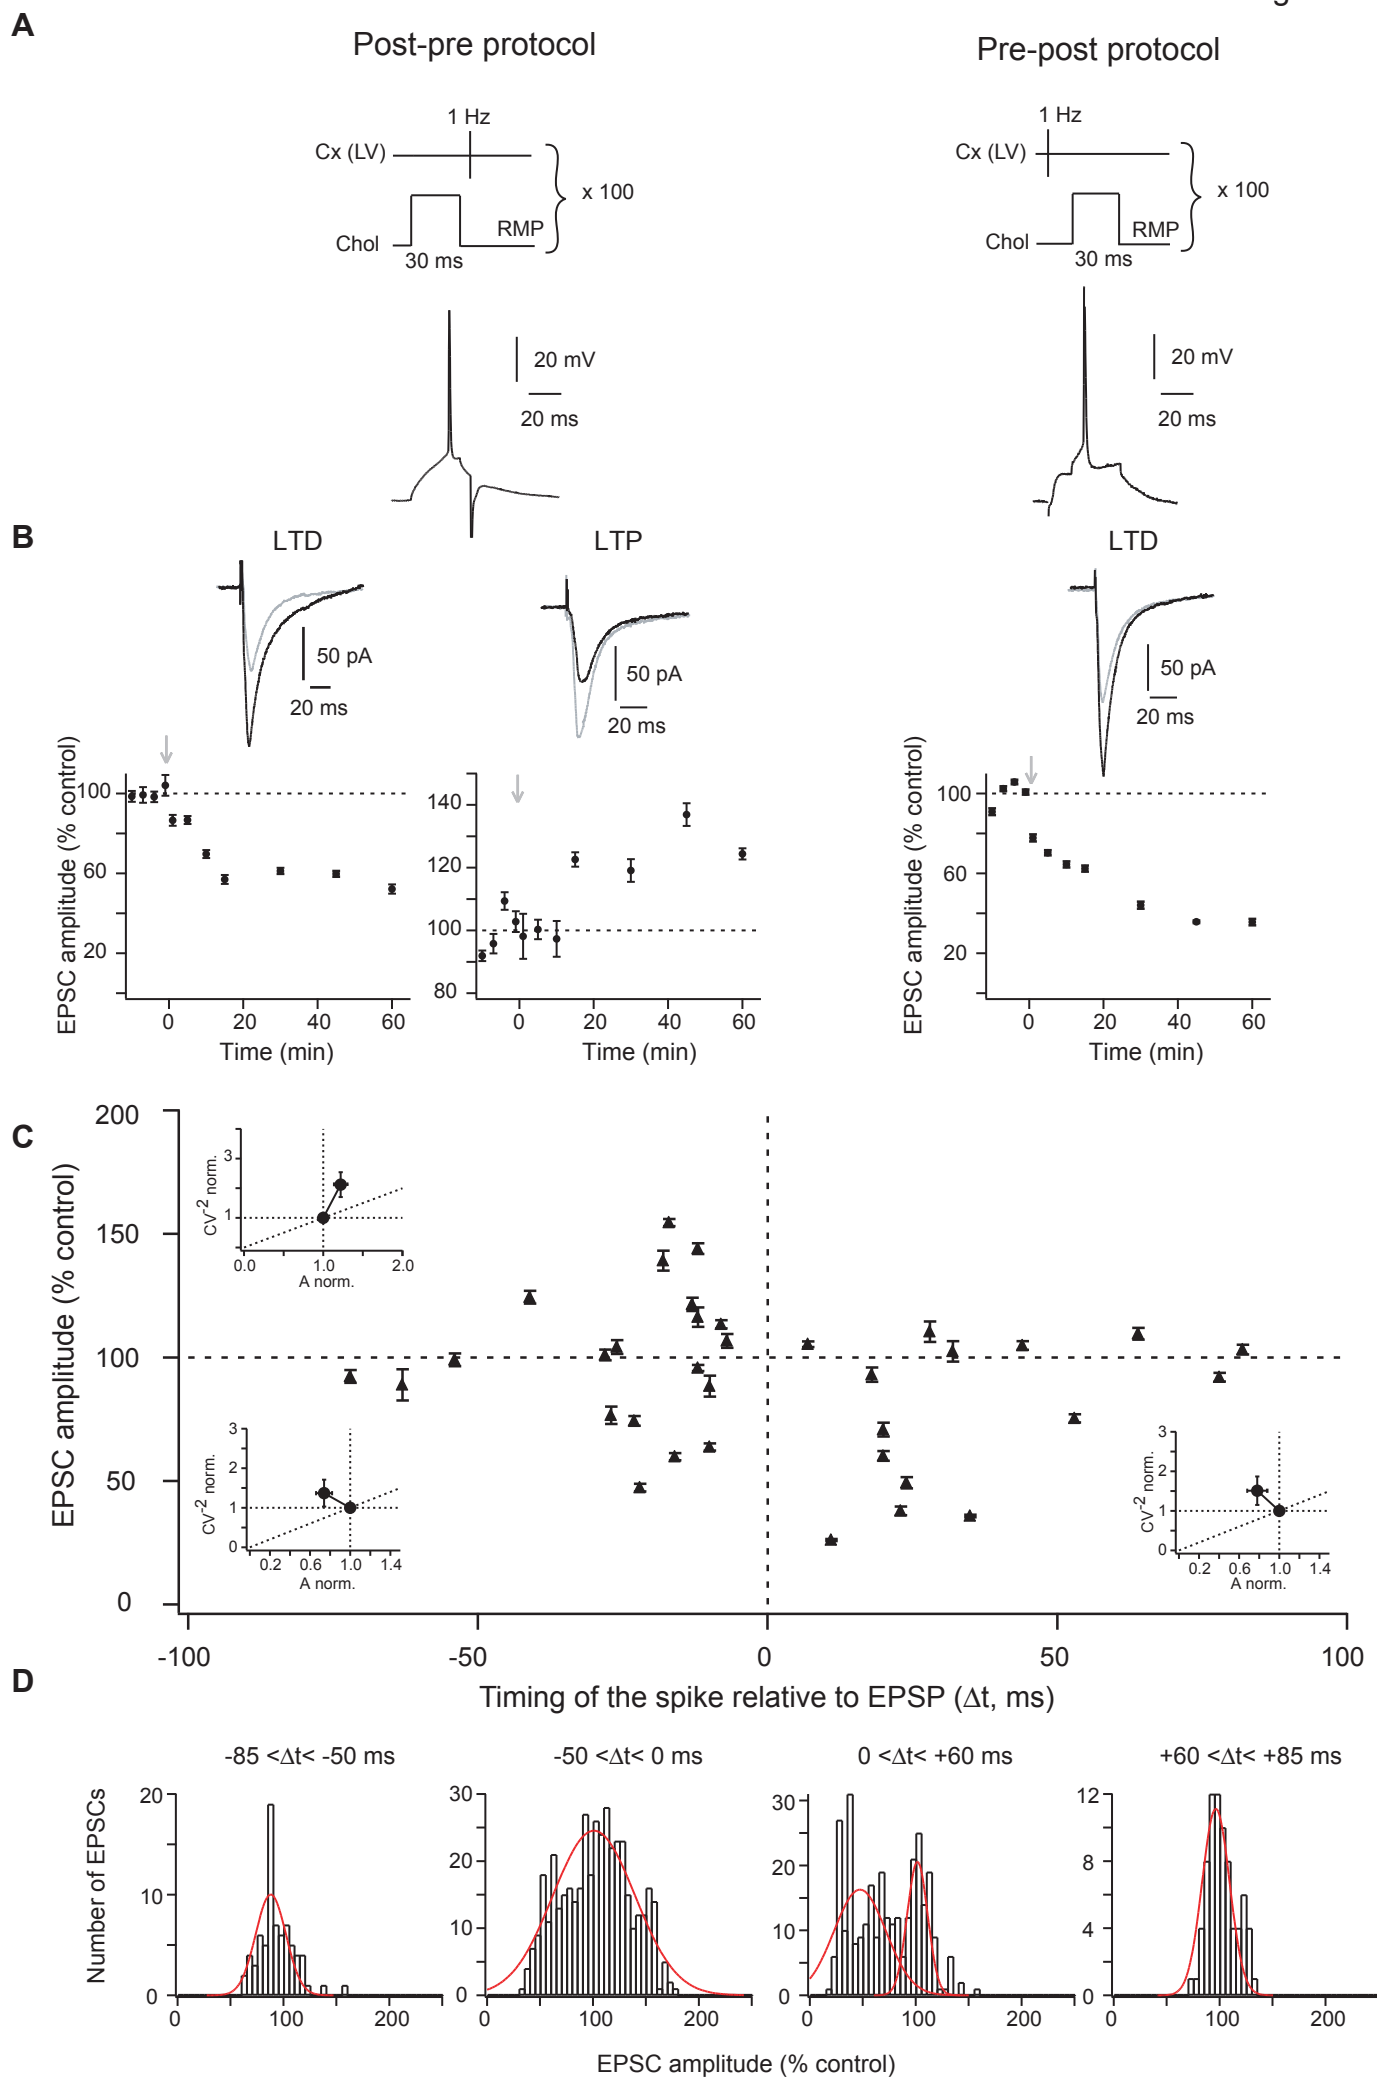 g
A
Post-pre protocol
Pre-post protocol
1 Hz
Cx (LV)
x 100
RMP
Chol
30 ms
1 Hz
Cx (LV)
x 100
RMP
Chol
30 ms
20 mV
20 ms
20 mV
20 ms
B
LTD
LTP
LTD
50 pA
20 ms
50 pA
20 ms
50 pA
20 ms
EPSC amplitude (% control)
100
60
20
0 20 40 60
Time (min)
140
120
100
80
0 20 40 60
Time (min)
EPSC amplitude (% control)
100
60
20
0 20 40 60
Time (min)
C
EPSC amplitude (% control)
200
150
100
50
0
-100 -50 0 50 100
Timing of the spike relative to EPSP (Δt, ms)
CV-2 norm.
3
1
0.0 1.0 2.0
A norm.
CV-2 norm.
3
2
1
0
0.2 0.6 1.0 1.4
A norm.
CV-2 norm.
3
2
1
0
0.2 0.6 1.0 1.4
A norm.
D
-85 <Δt< -50 ms
-50 <Δt< 0 ms
0 <Δt< +60 ms
+60 <Δt< +85 ms
Number of EPSCs
20
10
0
0 100 200
30
20
10
0
0 100 200
30
20
10
0
0 100 200
12
8
4
0
0 100 200
EPSC amplitude (% control)